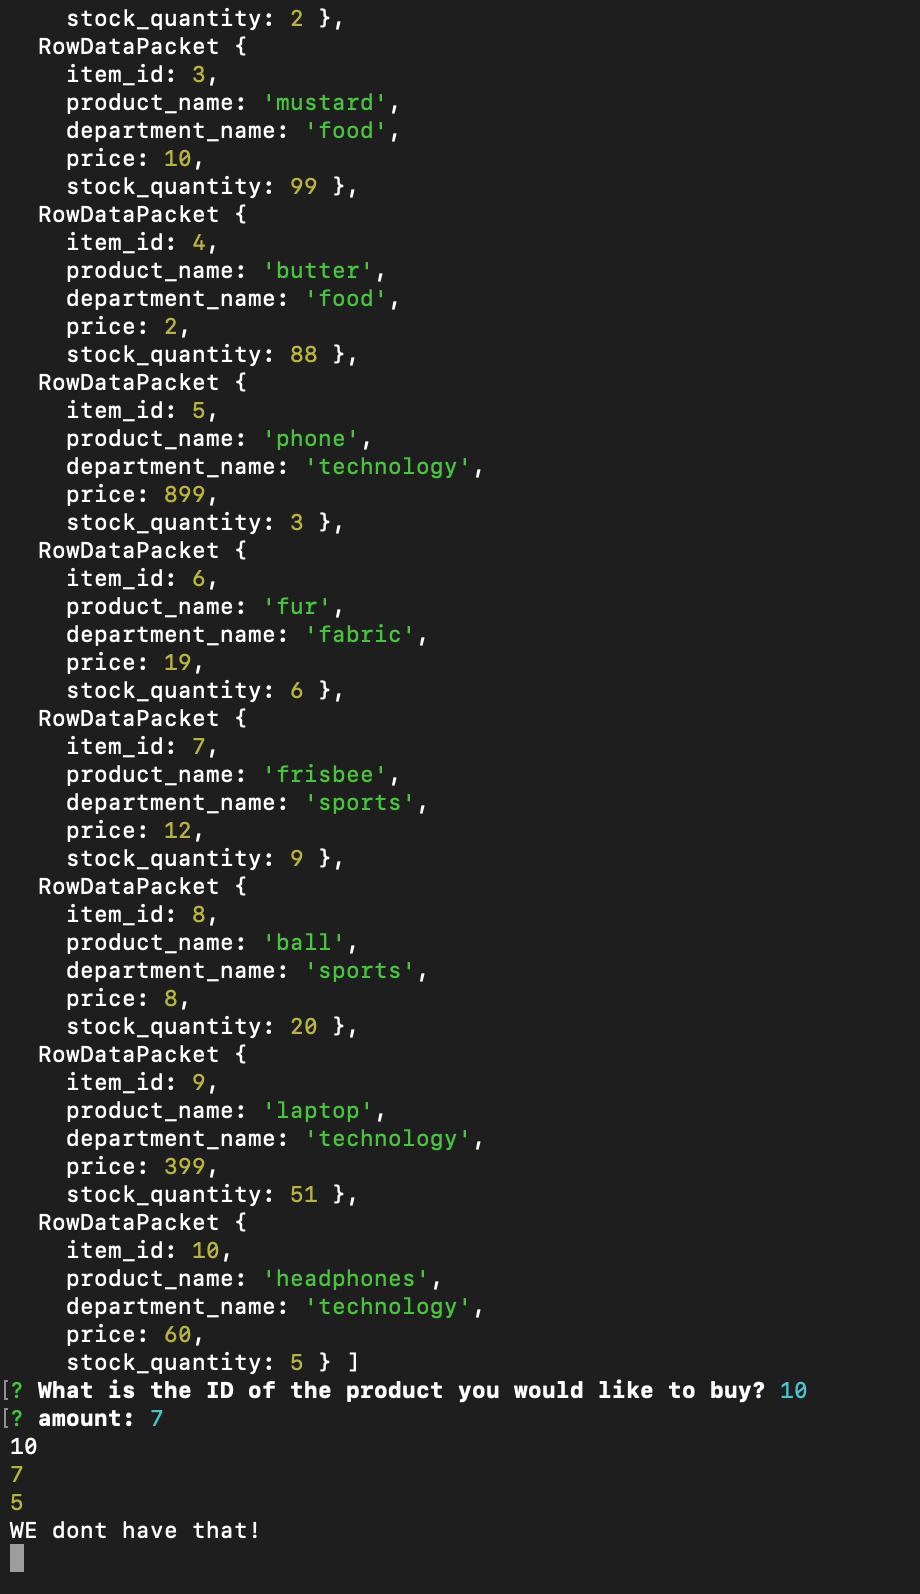 stock_quantity: 2 },
  RowDataPacket {
    item_id: 3,
    product_name: 'mustard',
    department_name: 'food',
    price: 10,
    stock_quantity: 99 },
  RowDataPacket {
    item_id: 4,
    product_name: 'butter',
    department_name: 'food',
    price: 2,
    stock_quantity: 88 },
  RowDataPacket {
    item_id: 5,
    product_name: 'phone',
    department_name: 'technology',
    price: 899,
    stock_quantity: 3 },
  RowDataPacket {
    item_id: 6,
    product_name: 'fur',
    department_name: 'fabric',
    price: 19,
    stock_quantity: 6 },
  RowDataPacket {
    item_id: 7,
    product_name: 'frisbee',
    department_name: 'sports',
    price: 12,
    stock_quantity: 9 },
  RowDataPacket {
    item_id: 8,
    product_name: 'ball',
    department_name: 'sports',
    price: 8,
    stock_quantity: 20 },
  RowDataPacket {
    item_id: 9,
    product_name: 'laptop',
    department_name: 'technology',
    price: 399,
    stock_quantity: 51 },
  RowDataPacket {
    item_id: 10,
    product_name: 'headphones',
    department_name: 'technology',
    price: 60,
    stock_quantity: 5 } ]
[? What is the ID of the product you would like to buy? 10
[? amount: 7
10
7
5
WE dont have that!